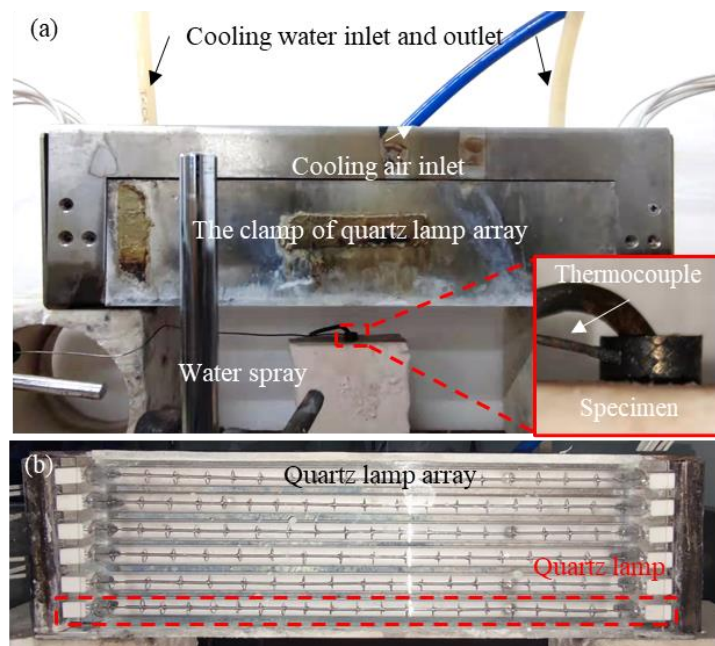 (a)
Cooling water inlet and outlet
Cooling air inlet
The clamp of quartz lamp array
Thermocouple
Water spray
Specimen
(b)
Quartz lamp array
Quartz lamp